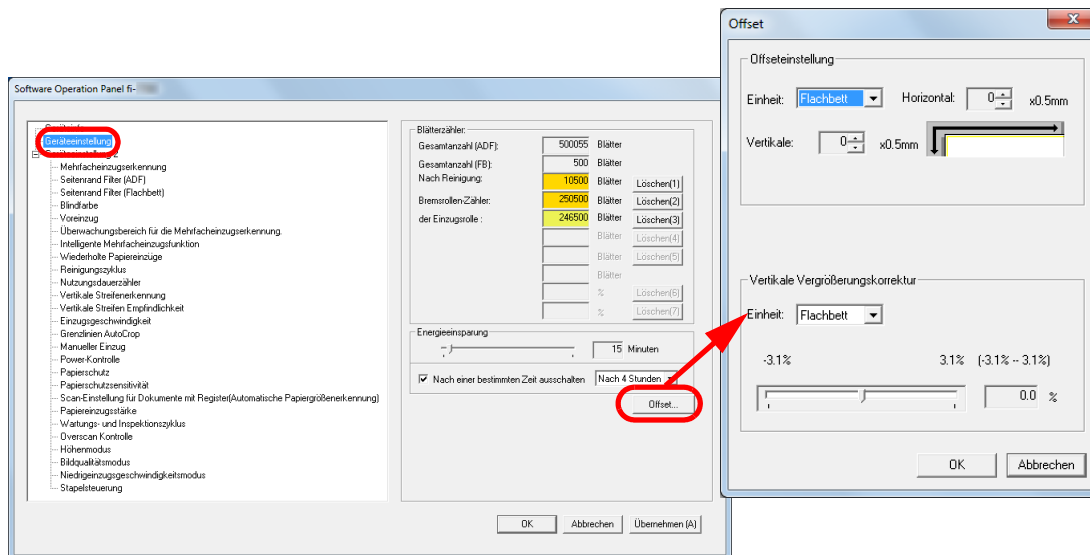 Software Operation Panel fi-
Geräteeinstellung
Geräteeinstellung 2
Mehrfacheinzugserkennung
Seitenrand Filter (ADF)
Seitenrand Filter (Flachbett)
Blindfarbe
Voreinzug
Überwachungsbereich für die Mehrfacheinzugserkennung.
Intelligente Mehrfacheinzugsfunktion
Wiederholte Papiereinzüge
Reinigungszyklus
Nutzungsdauerzähler
Vertikale Streifenerkennung
Vertikale Streifen Empfindlichkeit
Einzugsgeschwindigkeit
Grenzlinien AutoCrop
Manueller Einzug
Power-Kontrolle
Papierschutz
Papierschutzsensitivität
Scan-Einstellung für Dokumente mit Register(Automatische Papiergrößenerkennung)
Papiereinzugsstärke
Wartungs- und Inspektionszyklus
Overscan Kontrolle
Höhenmodus
Bildqualitätsmodus
Niedrigeinzugsgeschwindigkeitsmodus
Stapelsteuerung
Blätterzähler:
Gesamtanzahl (ADF): 500055 Blätter
Gesamtanzahl (FB): 500 Blätter
Nach Reinigung: 10500 Blätter Löschen(1)
Bremsrollen-Zähler: 250500 Blätter Löschen(2)
der Einzugsrolle : 246500 Blätter Löschen(3)
Blätter Löschen(4)
Blätter Löschen(5)
Blätter
% Löschen(6)
% Löschen(7)
Energieeinsparung
15 Minuten
Nach einer bestimmten Zeit ausschalten Nach 4 Stunden
Offset...
OK Abbrechen Übernehmen (A)
Offset
Offseteinstellung
Einheit: Flachbett Horizontal: 0 x0.5mm
Vertikale: 0 x0.5mm
Vertikale Vergrößerungskorrektur
Einheit: Flachbett
-3.1% 3.1% (-3.1% -- 3.1%)
0.0 %
OK Abbrechen